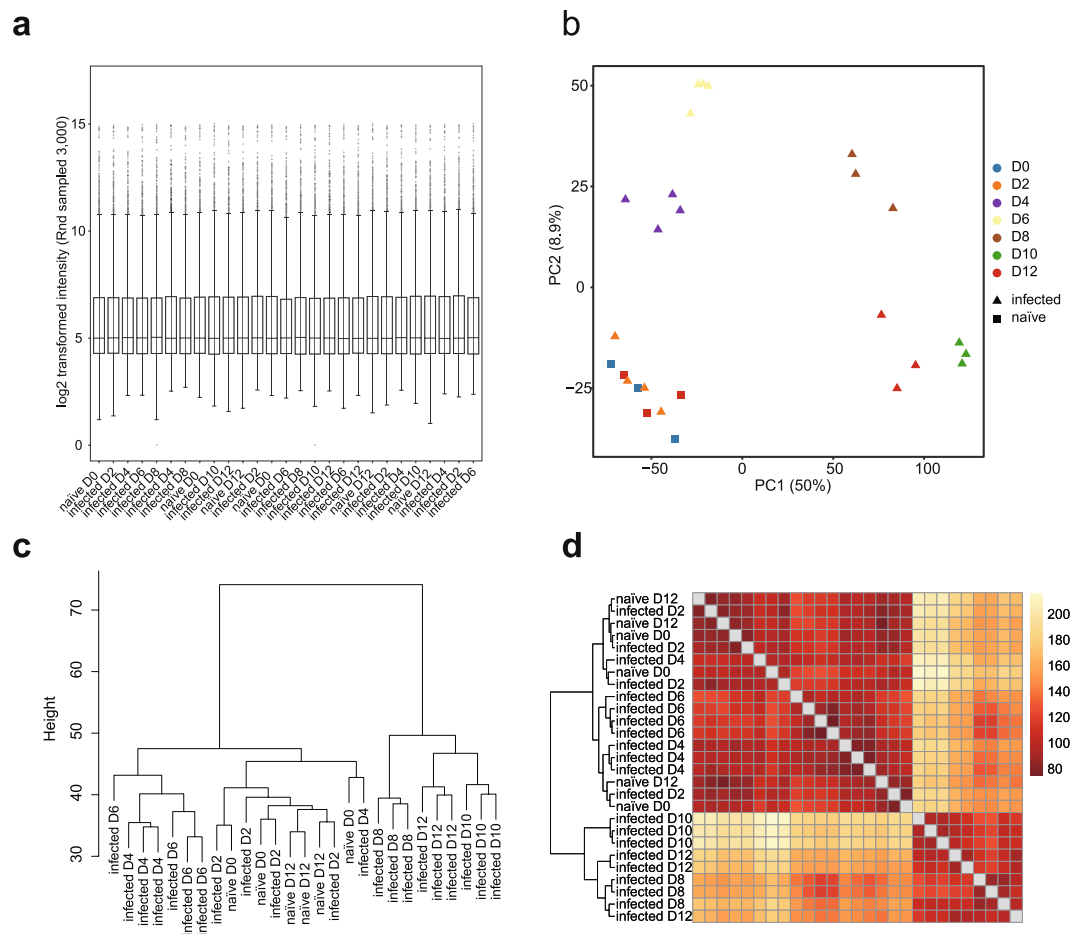 a
log2 transformed intensity (Rnd sampled 3,000)
15
10
5
0
naïve D0
infected D2
infected D4
infected D6
infected D8
infected D4
infected D8
naïve D0
infected D10
infected D12
naïve D12
infected D2
naïve D0
infected D6
infected D8
infected D10
infected D12
infected D6
infected D12
naïve D12
infected D2
infected D4
infected D10
naïve D12
infected D4
infected D2
infected D6
b
PC2 (8.9%)
50
25
0
−25
−50
0
50
100
PC1 (50%)
D0
D2
D4
D6
D8
D10
D12
infected
naïve
c
Height
70
60
50
40
30
infected D6
infected D4
infected D4
infected D4
infected D6
infected D6
infected D6
infected D2
naïve D0
infected D2
naïve D0
infected D2
naïve D12
naïve D12
naïve D12
infected D2
naïve D0
infected D4
infected D8
infected D8
infected D8
infected D12
infected D12
infected D12
infected D10
infected D10
infected D10
d
naïve D12
infected D2
naïve D12
naïve D0
infected D2
infected D4
naïve D0
infected D2
infected D6
infected D6
infected D6
infected D6
infected D4
infected D4
infected D4
naïve D12
infected D2
naïve D0
infected D10
infected D10
infected D10
infected D12
infected D12
infected D8
infected D8
infected D8
infected D12
200
180
160
140
120
100
80